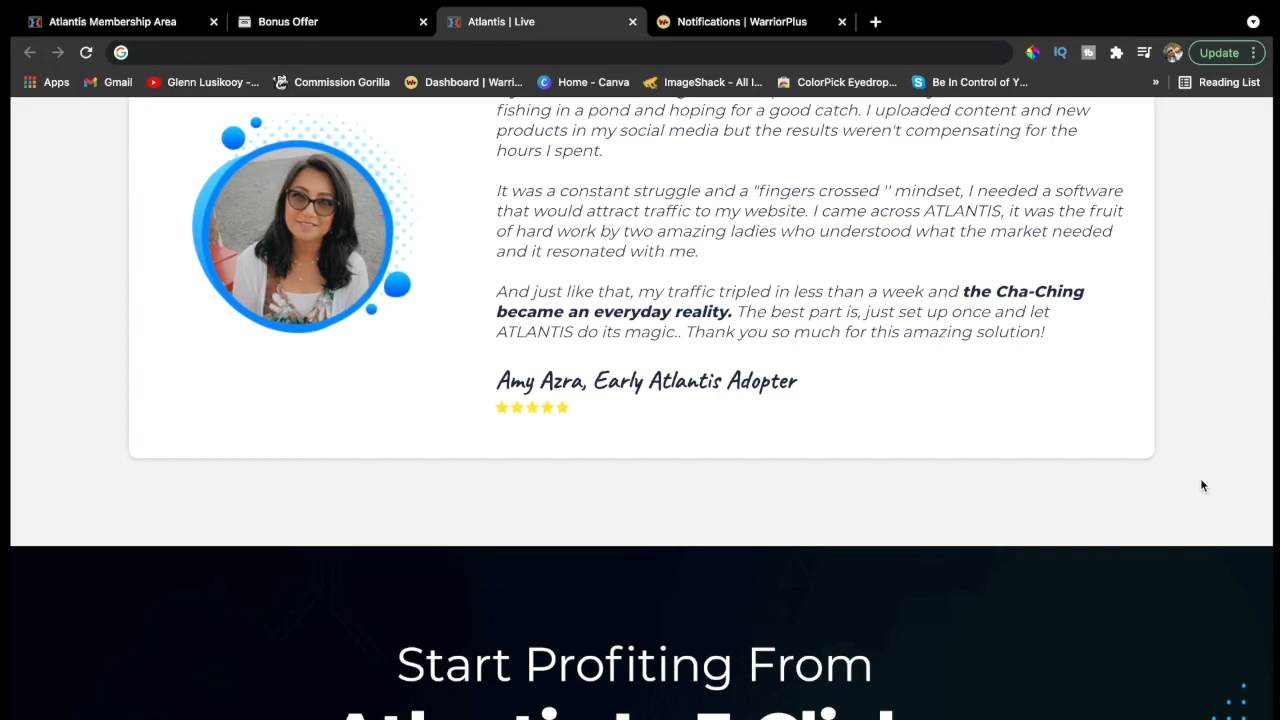 Atlantis Membership Area
Bonus Offer
Atlantis | Live
Notifications | WarriorPlus
Update
Apps
Gmail
Glenn Lusikooy -...
Commission Gorilla
Dashboard | Warri...
Home - Canva
ImageShack - All I...
ColorPick Eyedrop...
Be In Control of Y...
»
Reading List
fishing in a pond and hoping for a good catch. I uploaded content and new
products in my social media but the results weren't compensating for the
hours I spent.
It was a constant struggle and a "fingers crossed '' mindset, I needed a software
that would attract traffic to my website. I came across ATLANTIS, it was the fruit
of hard work by two amazing ladies who understood what the market needed
and it resonated with me.
And just like that, my traffic tripled in less than a week and the Cha-Ching
became an everyday reality. The best part is, just set up once and let
ATLANTIS do its magic.. Thank you so much for this amazing solution!
Amy Azra, Early Atlantis Adopter
Start Profiting From